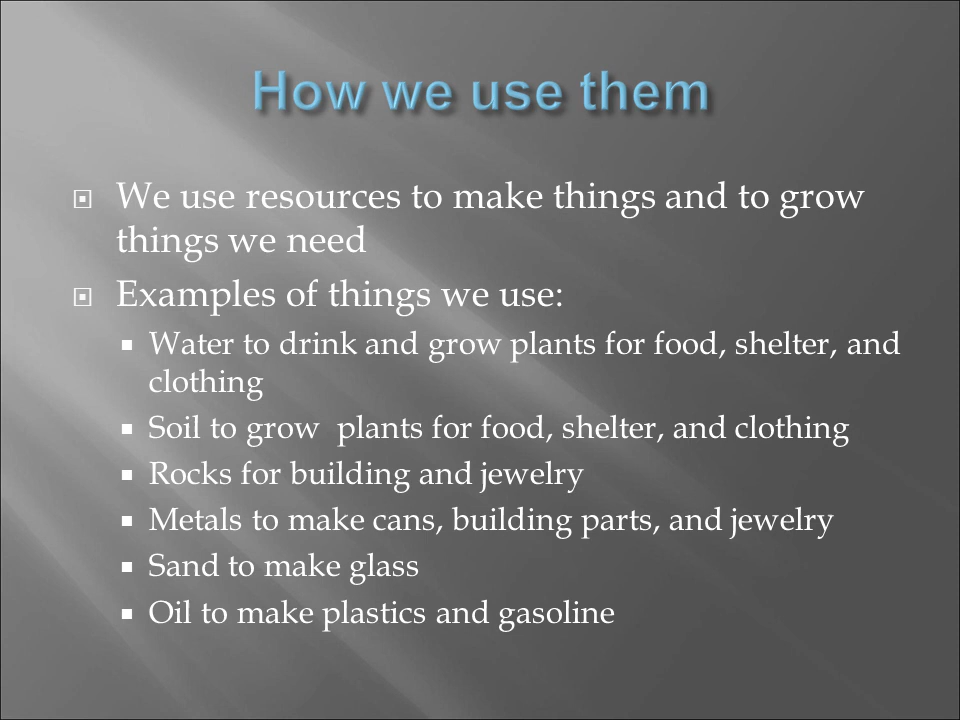 How we use them
We use resources to make things and to grow
things we need
Examples of things we use:
Water to drink and grow plants for food, shelter, and
clothing
Soil to grow  plants for food, shelter, and clothing
Rocks for building and jewelry
Metals to make cans, building parts, and jewelry
Sand to make glass
Oil to make plastics and gasoline